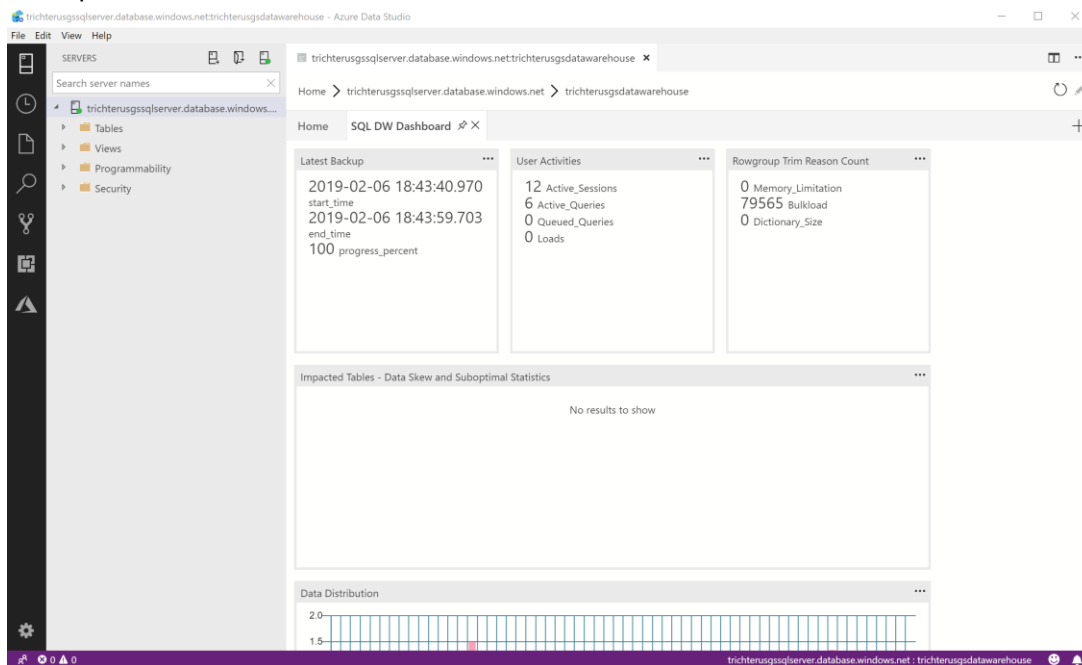 trichterusgssqlserver.database.windows.net:trichterusgsdatawarehouse - Azure Data Studio
File Edit View Help
SERVERS
Search server names
trichterusgssqlserver.database.windows....
Tables
Views
Programmability
Security
trichterusgssqlserver.database.windows.net:trichterusgsdatawarehouse
Home > trichterusgssqlserver.database.windows.net > trichterusgsdatawarehouse
Home SQL DW Dashboard
Latest Backup
2019-02-06 18:43:40.970
start_time
2019-02-06 18:43:59.703
end_time
100 progress_percent
User Activities
12 Active_Sessions
6 Active_Queries
0 Queued_Queries
0 Loads
Rowgroup Trim Reason Count
0 Memory_Limitation
79565 Bulkload
0 Dictionary_Size
Impacted Tables - Data Skew and Suboptimal Statistics
No results to show
Data Distribution
2.0
1.5
0 0
trichterusgssqlserver.database.windows.net : trichterusgsdatawarehouse